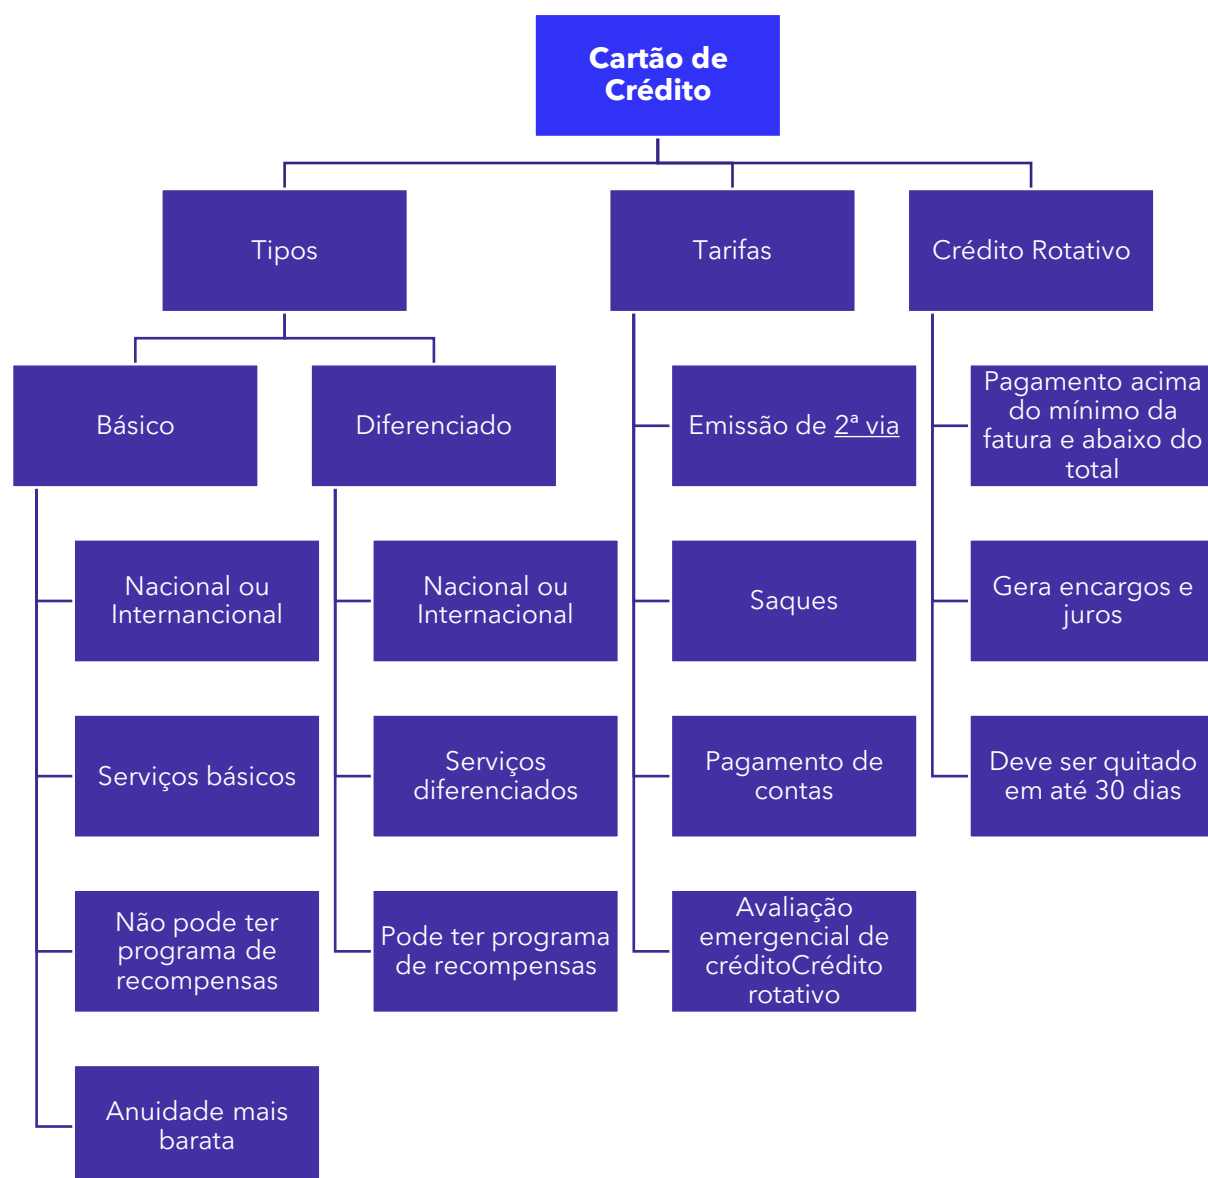 Cartão de
Crédito
Tipos
Tarifas
Crédito Rotativo
Básico
Diferenciado
Emissão de 2ª via
Pagamento acima
do mínimo da
fatura e abaixo do
total
Nacional ou
Internancional
Nacional ou
Internacional
Saques
Gera encargos e
juros
Serviços básicos
Serviços
diferenciados
Pagamento de
contas
Deve ser quitado
em até 30 dias
Não pode ter
programa de
recompensas
Pode ter programa
de recompensas
Avaliação
emergencial de
créditoCrédito
rotativo
Anuidade mais
barata